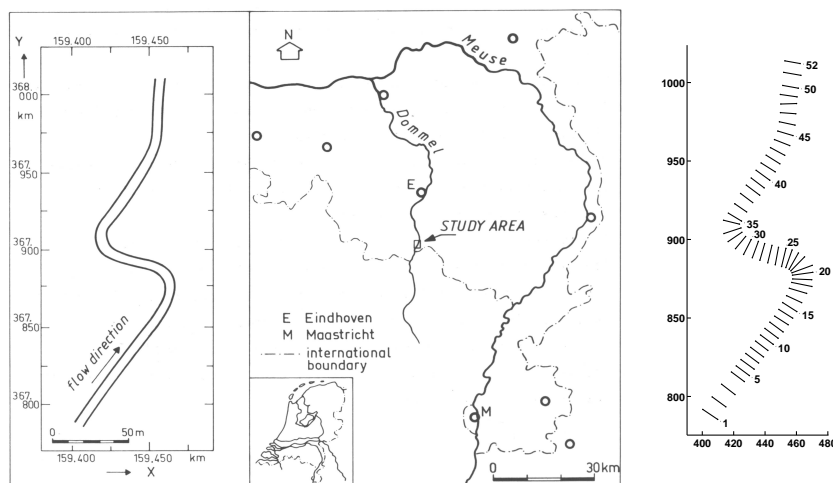 Y
159.400 159.450
368.
000
km
367.
950
367.
900
367.
850
367.
800
flow direction
0 50m
159.400 159.450 km
X
N
Meuse
Dommel
E
STUDY AREA
E Eindhoven
M Maastricht
international
boundary
M
0 30km
1000
950
900
850
800
52
50
45
40
35
30
25
20
15
10
5
1
400 420 440 460 480